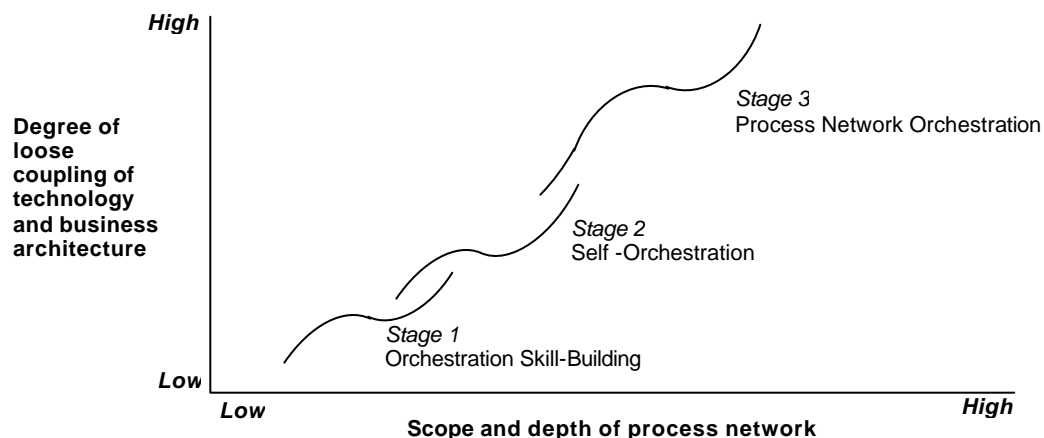 High
Degree of
loose
coupling of
technology
and business
architecture
Stage 3
Process Network Orchestration
Stage 2
Self -Orchestration
Stage 1
Orchestration Skill-Building
Low
Low
High
Scope and depth of process network